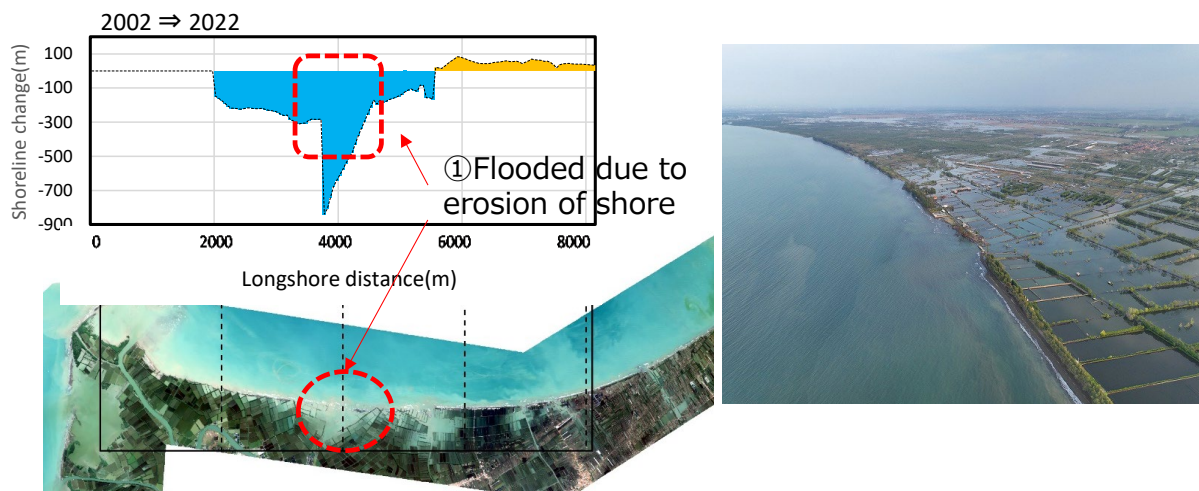 2002 ⇒ 2022
Shoreline change(m)
100
-100
-300
-500
-700
-900
0
2000
4000
6000
8000
①Flooded due to
erosion of shore
Longshore distance(m)